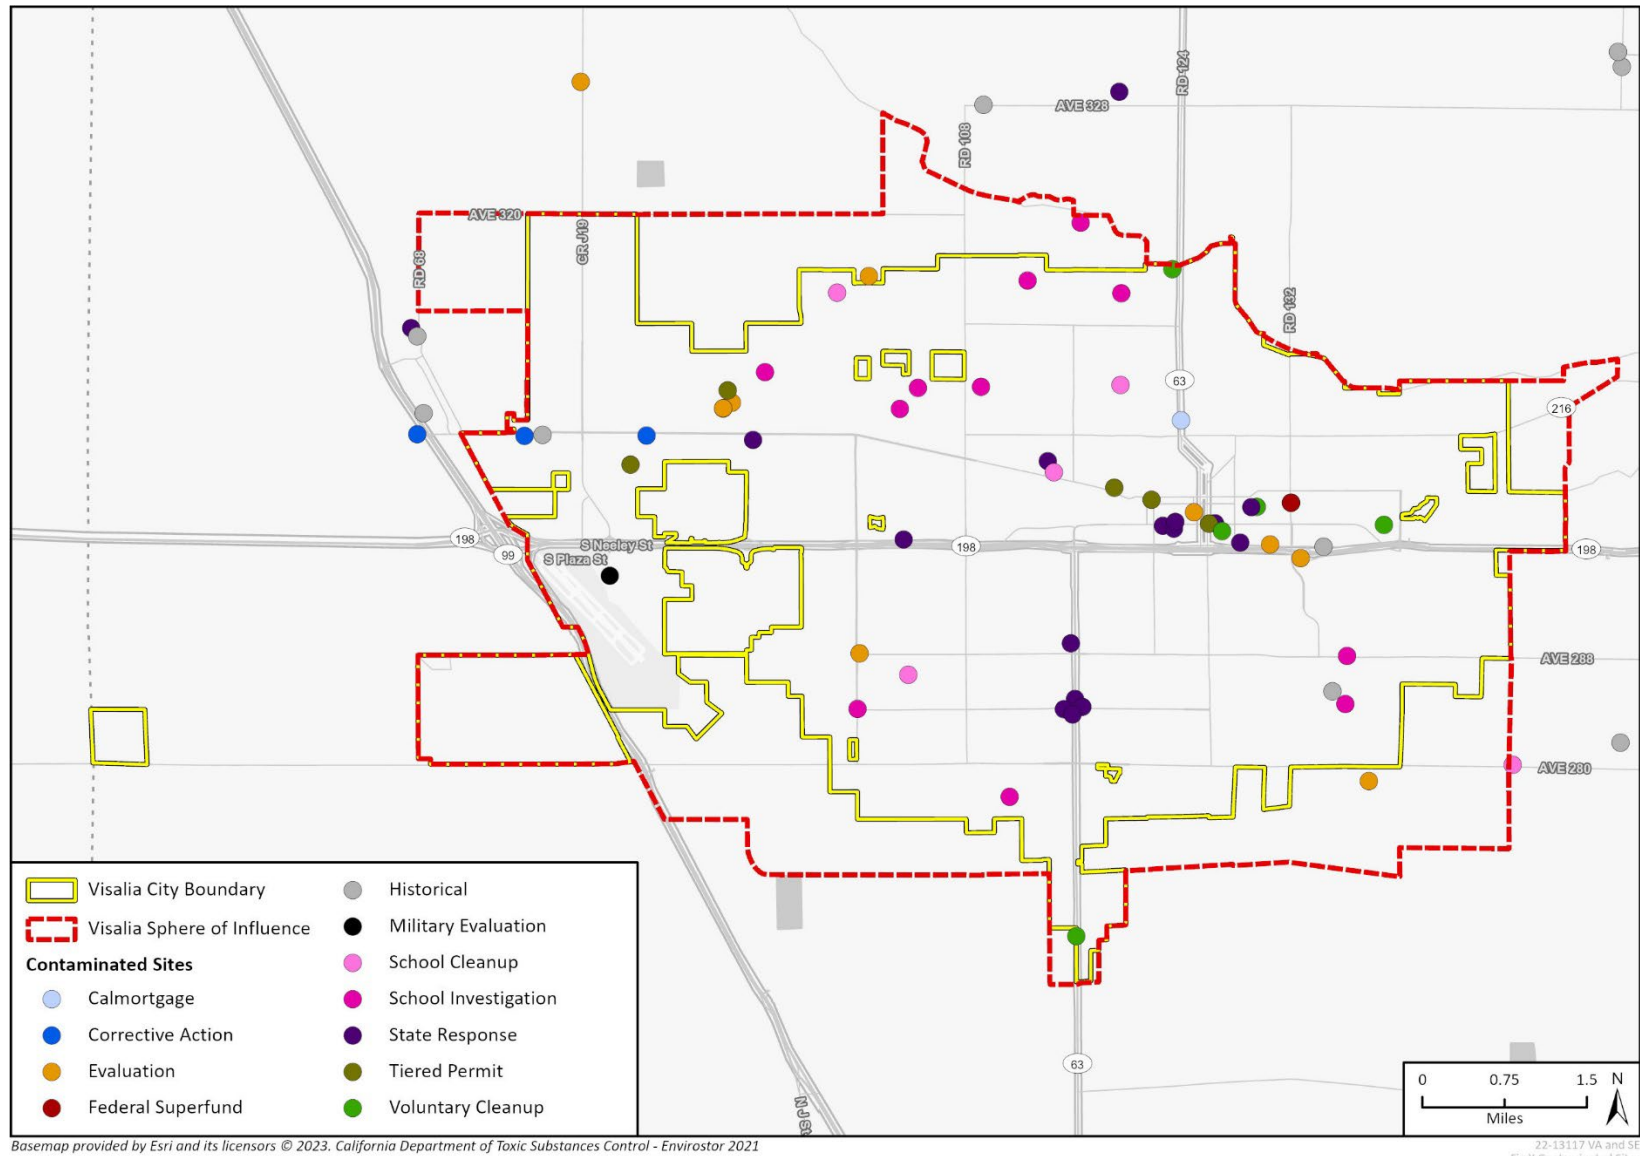 RD 124
AVE 328
RD 108
AVE 320
CR J19
RD 68
RD 132
63
216
198
99
S Neeley St
S Plaza St
198
198
AVE 288
AVE 280
63
N J St
Visalia City Boundary
Visalia Sphere of Influence
Contaminated Sites
Calmortgage
Corrective Action
Evaluation
Federal Superfund
Historical
Military Evaluation
School Cleanup
School Investigation
State Response
Tiered Permit
Voluntary Cleanup
0 0.75 1.5 N
Miles
Basemap provided by Esri and its licensors © 2023. California Department of Toxic Substances Control - Envirostor 2021
22-13117 VA and SE